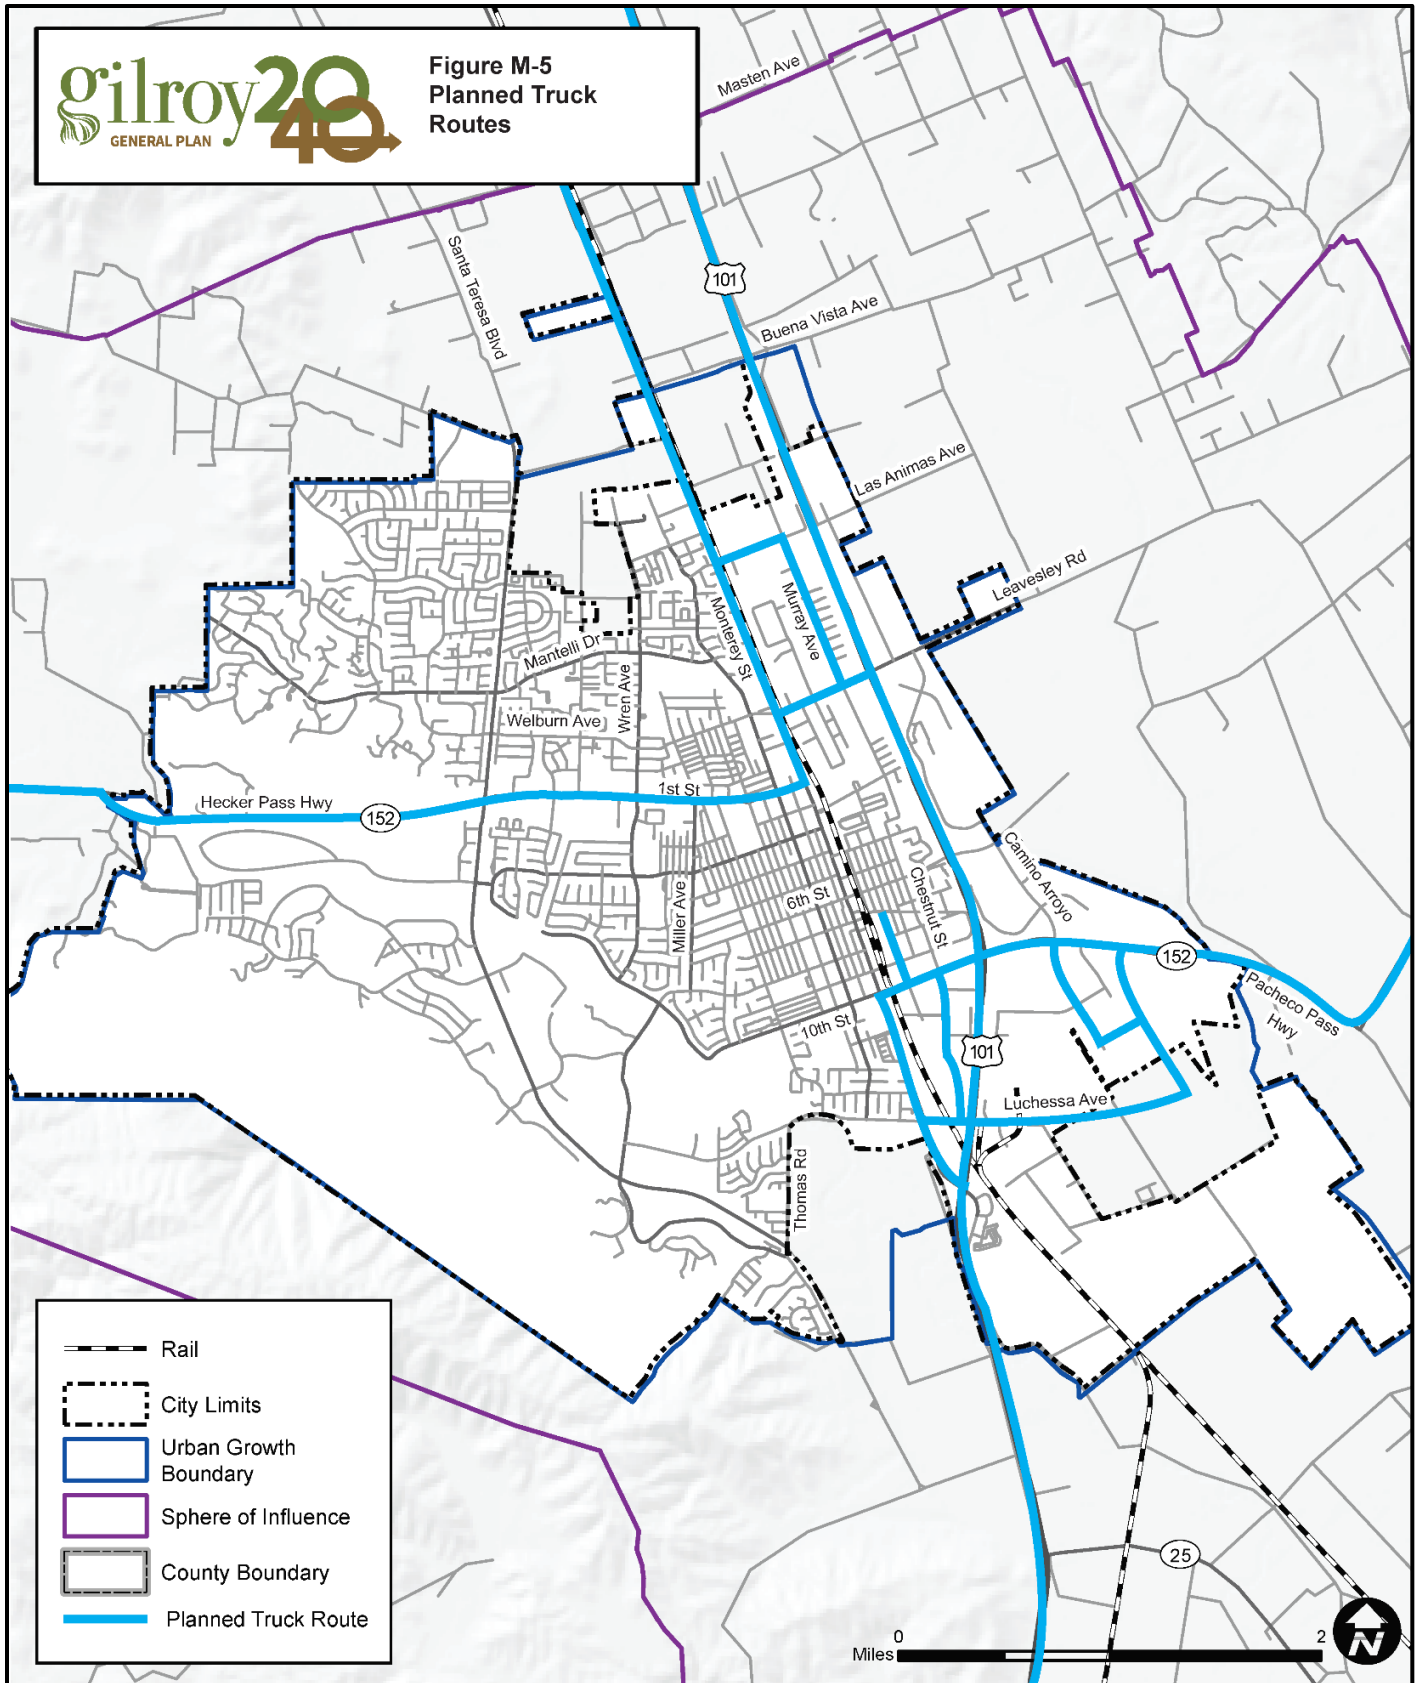 gilroy2040
GENERAL PLAN
Figure M-5
Planned Truck
Routes
Masten Ave
Santa Teresa Blvd
101
Buena Vista Ave
Las Animas Ave
Leavesley Rd
Murray Ave
Monterey St
Mantelli Dr
Wren Ave
Welburn Ave
1st St
Hecker Pass Hwy
152
Camino Arroyo
Chestnut St
6th St
Miller Ave
152
Pacheco Pass
Hwy
10th St
101
Luchessa Ave
Thomas Rd
25
Rail
City Limits
Urban Growth
Boundary
Sphere of Influence
County Boundary
Planned Truck Route
0
2
Miles
N